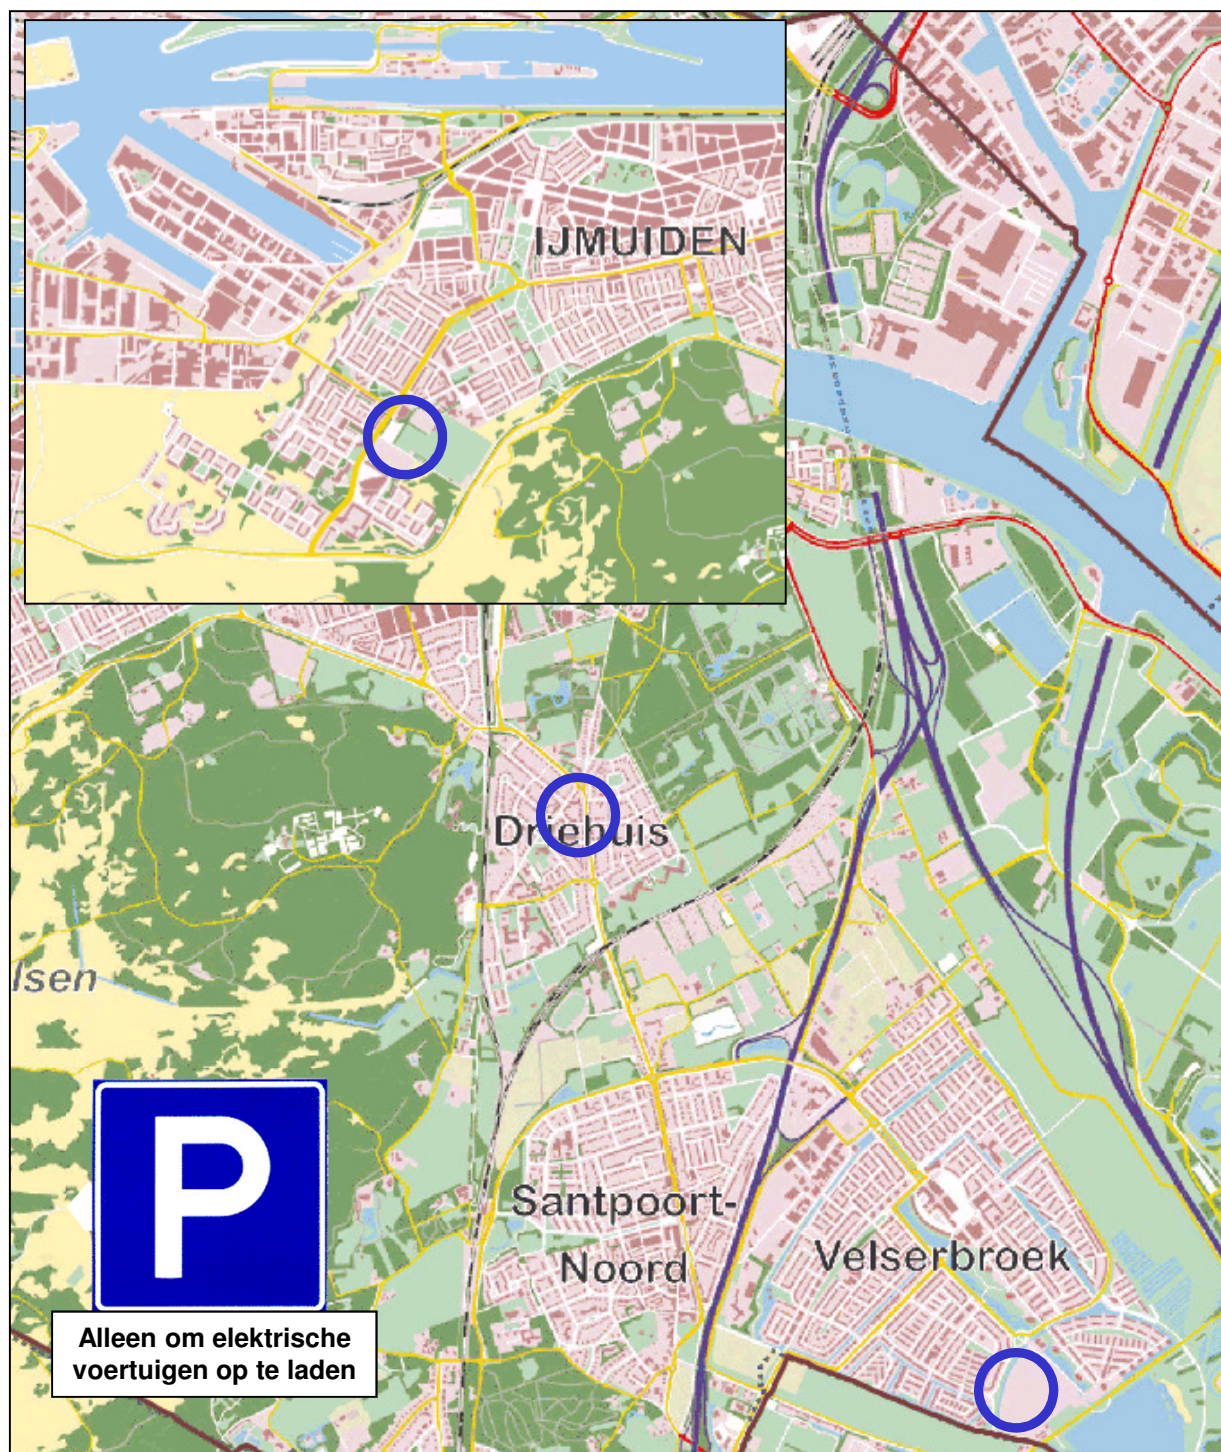 IJMUIDEN
Driehuis
lsen
P
Santpoort-
Noord
Velserbroek
Alleen om elektrische
voertuigen op te laden